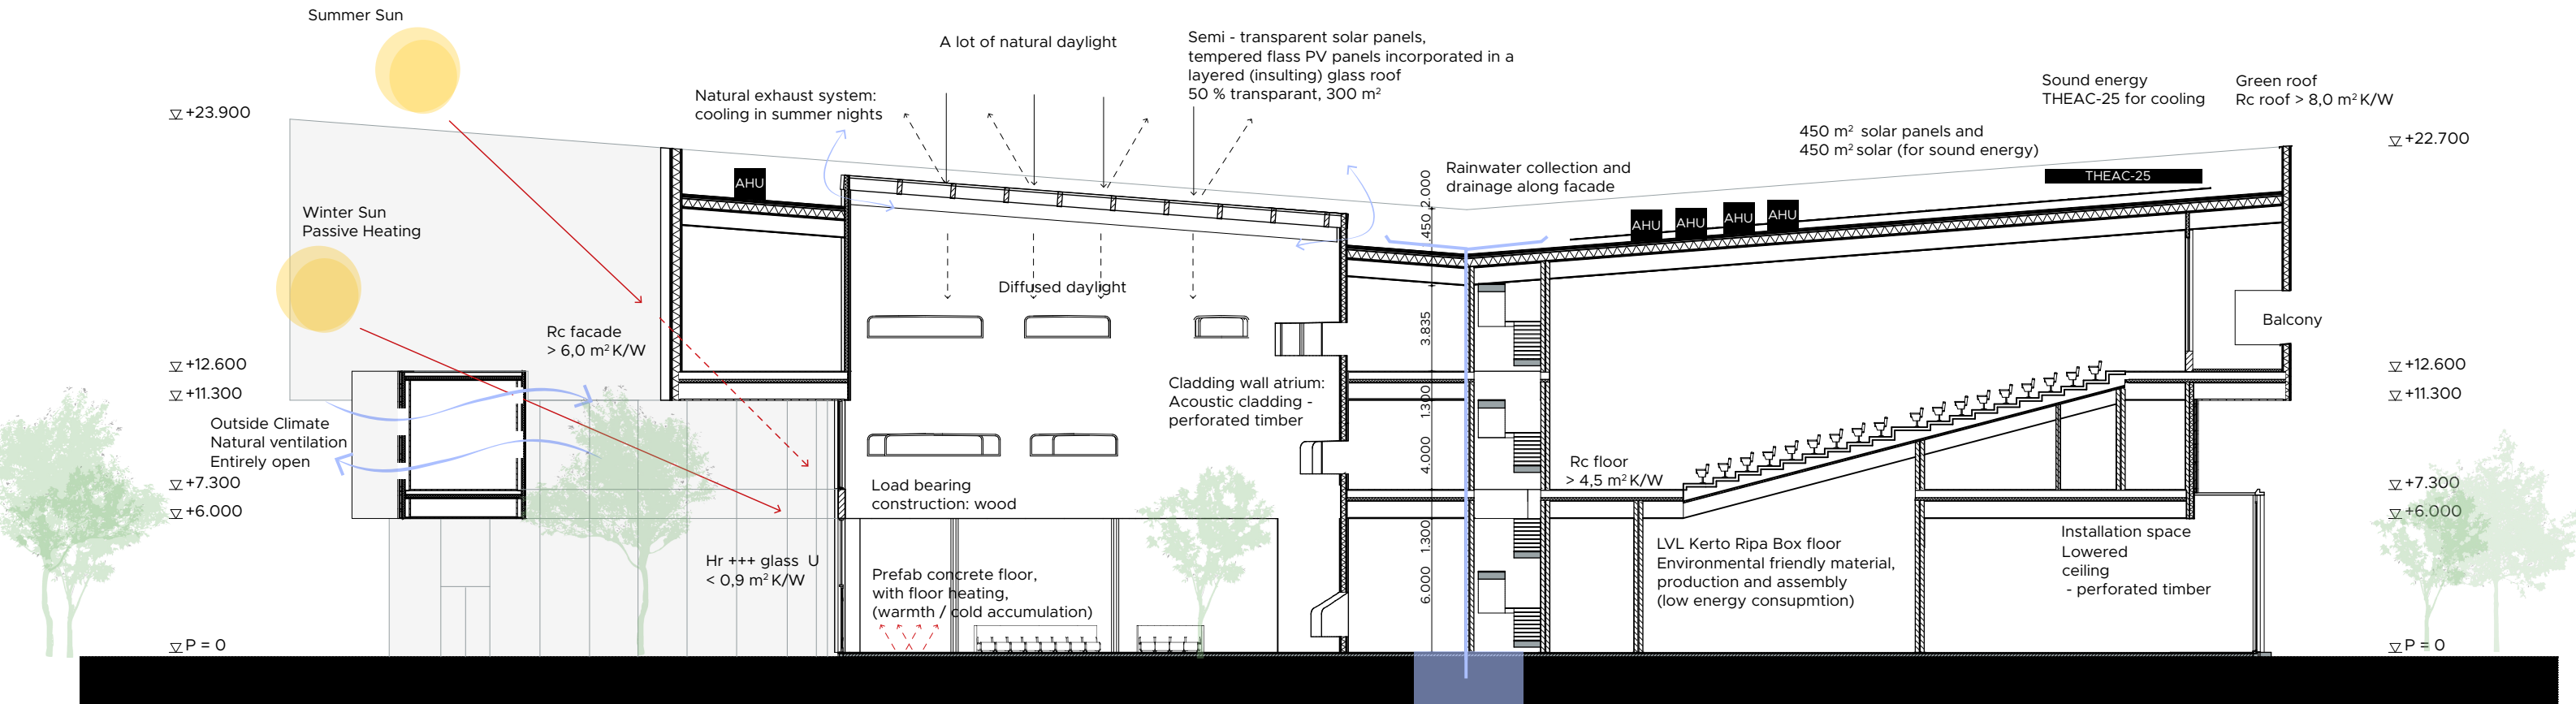 Summer Sun
A lot of natural daylight
Semi - transparent solar panels,
tempered flass PV panels incorporated in a
layered (insulting) glass roof
50 % transparant, 300 m²
Natural exhaust system:
cooling in summer nights
Sound energy
THEAC-25 for cooling
Green roof
Rc roof > 8,0 m² K/W
+23.900
450 m² solar panels and
450 m² solar (for sound energy)
+22.700
Rainwater collection and
drainage along facade
AHU
THEAC-25
2.000
450
AHU
AHU
AHU
AHU
Winter Sun
Passive Heating
Diffused daylight
Rc facade
> 6,0 m² K/W
3.835
Balcony
+12.600
+11.300
+12.600
+11.300
Cladding wall atrium:
Acoustic cladding -
perforated timber
1.300
Outside Climate
Natural ventilation
Entirely open
4.000
Rc floor
> 4,5 m² K/W
+7.300
+6.000
+7.300
+6.000
Load bearing
construction: wood
Hr +++ glass U
< 0,9 m² K/W
Prefab concrete floor,
with floor heating,
(warmth / cold accumulation)
1.300
6.000
LVL Kerto Ripa Box floor
Environmental friendly material,
production and assembly
(low energy consupmtion)
Installation space
Lowered
ceiling
- perforated timber
P = 0
P = 0